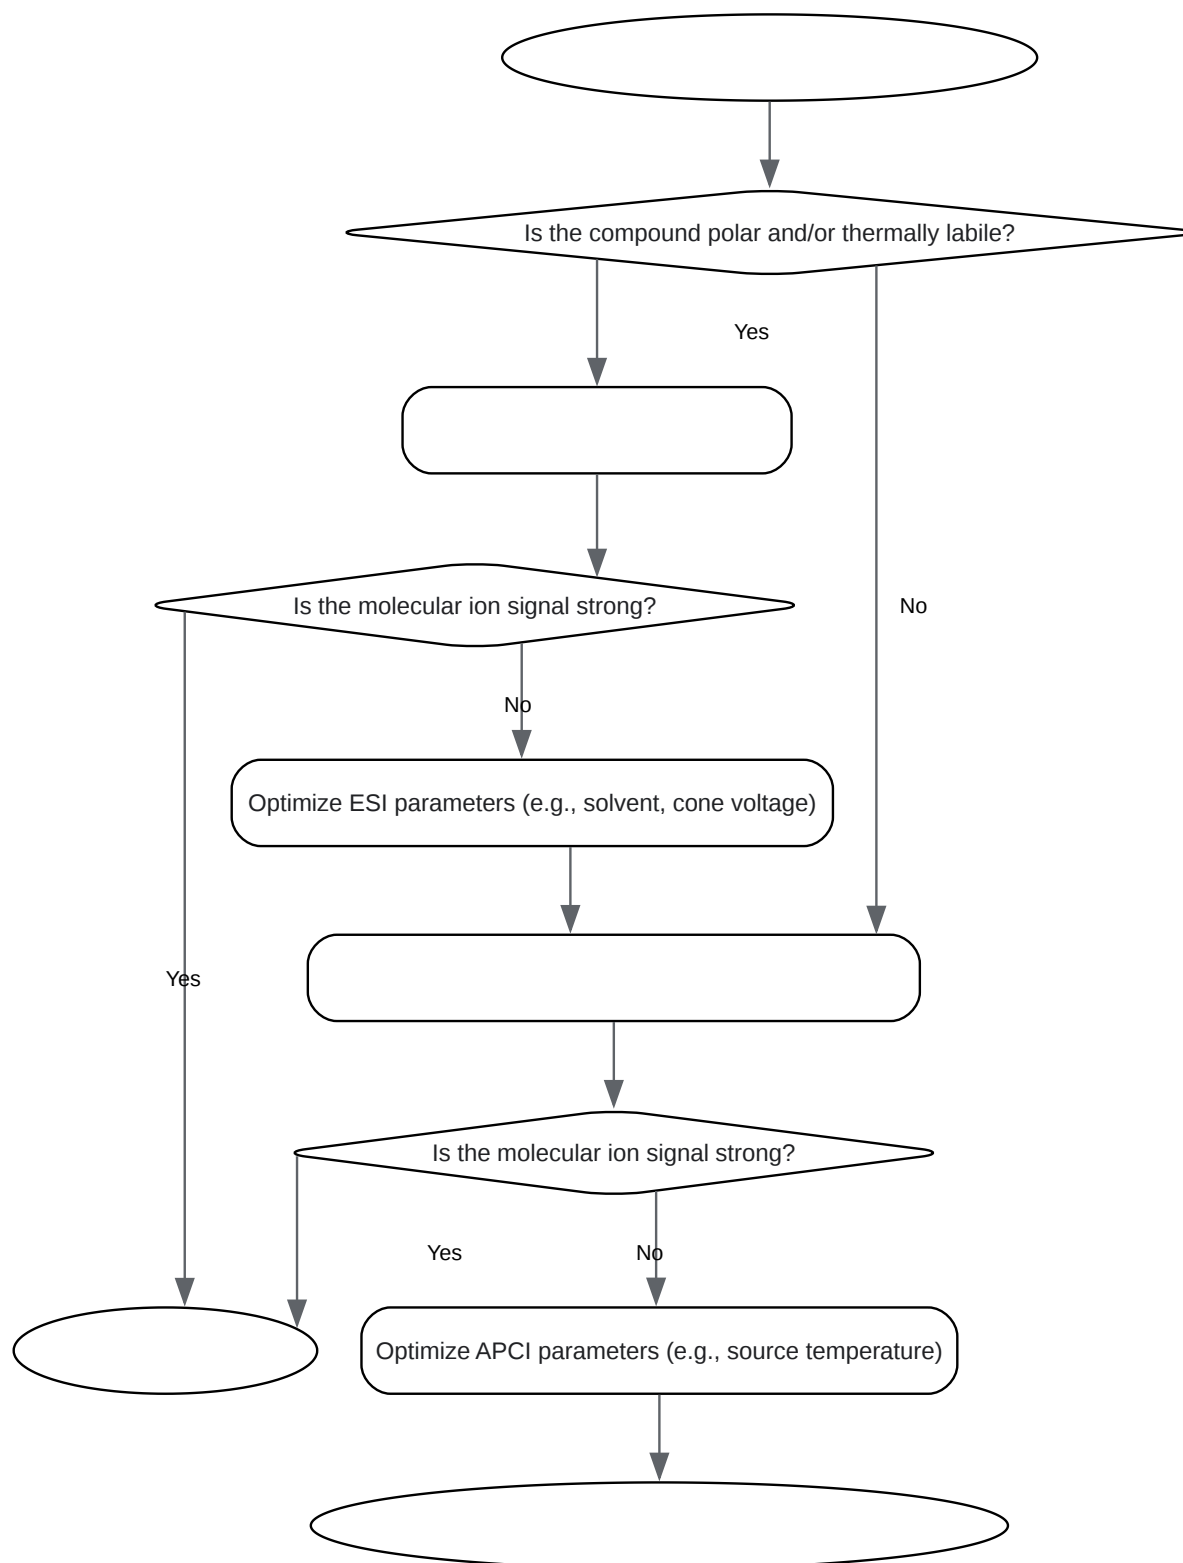 Is the compound polar and/or thermally labile?
Yes
Is the molecular ion signal strong?
No
No
Optimize ESI parameters (e.g., solvent, cone voltage)
Yes
Is the molecular ion signal strong?
Yes
No
Optimize APCI parameters (e.g., source temperature)